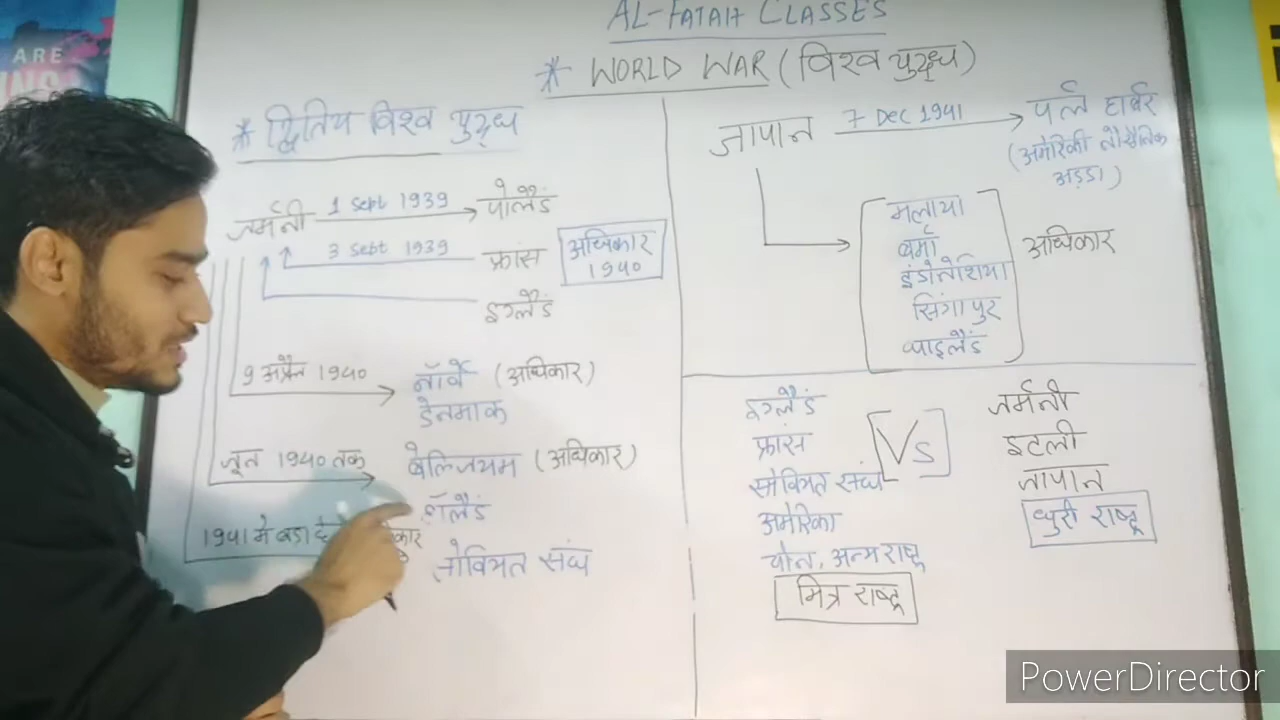 ARE
AL-FATAH CLASSES
* WORLD WAR (विश्व युद्ध)
* द्वितिय विश्व युद्ध
जर्मनी 1 Sept 1939 पोलैंड
3 Sept 1939 फ्रांस
अधिकार
1940
इंग्लैंड
9 अप्रैल 1940
नॉर्वे (अधिकार)
डेनमार्क
जून 1940 तक
बेल्जियम (अधिकार)
हॉलैंड
1941 मे बडा
सोवियत संघ
जापान 7 Dec 1941 पर्ल हार्बर
(अमेरिकी नौसैनिक
अड्डा)
मलाया
बर्मा
इंडोनेशिया
सिंगापुर
थाइलैंड
अधिकार
इंग्लैंड
फ्रांस
सोवियत संघ
अमेरिका
चीन, अन्य राष्ट्र
मित्र राष्ट्र
Vs
जर्मनी
इटली
जापान
धुरी राष्ट्र
PowerDirector